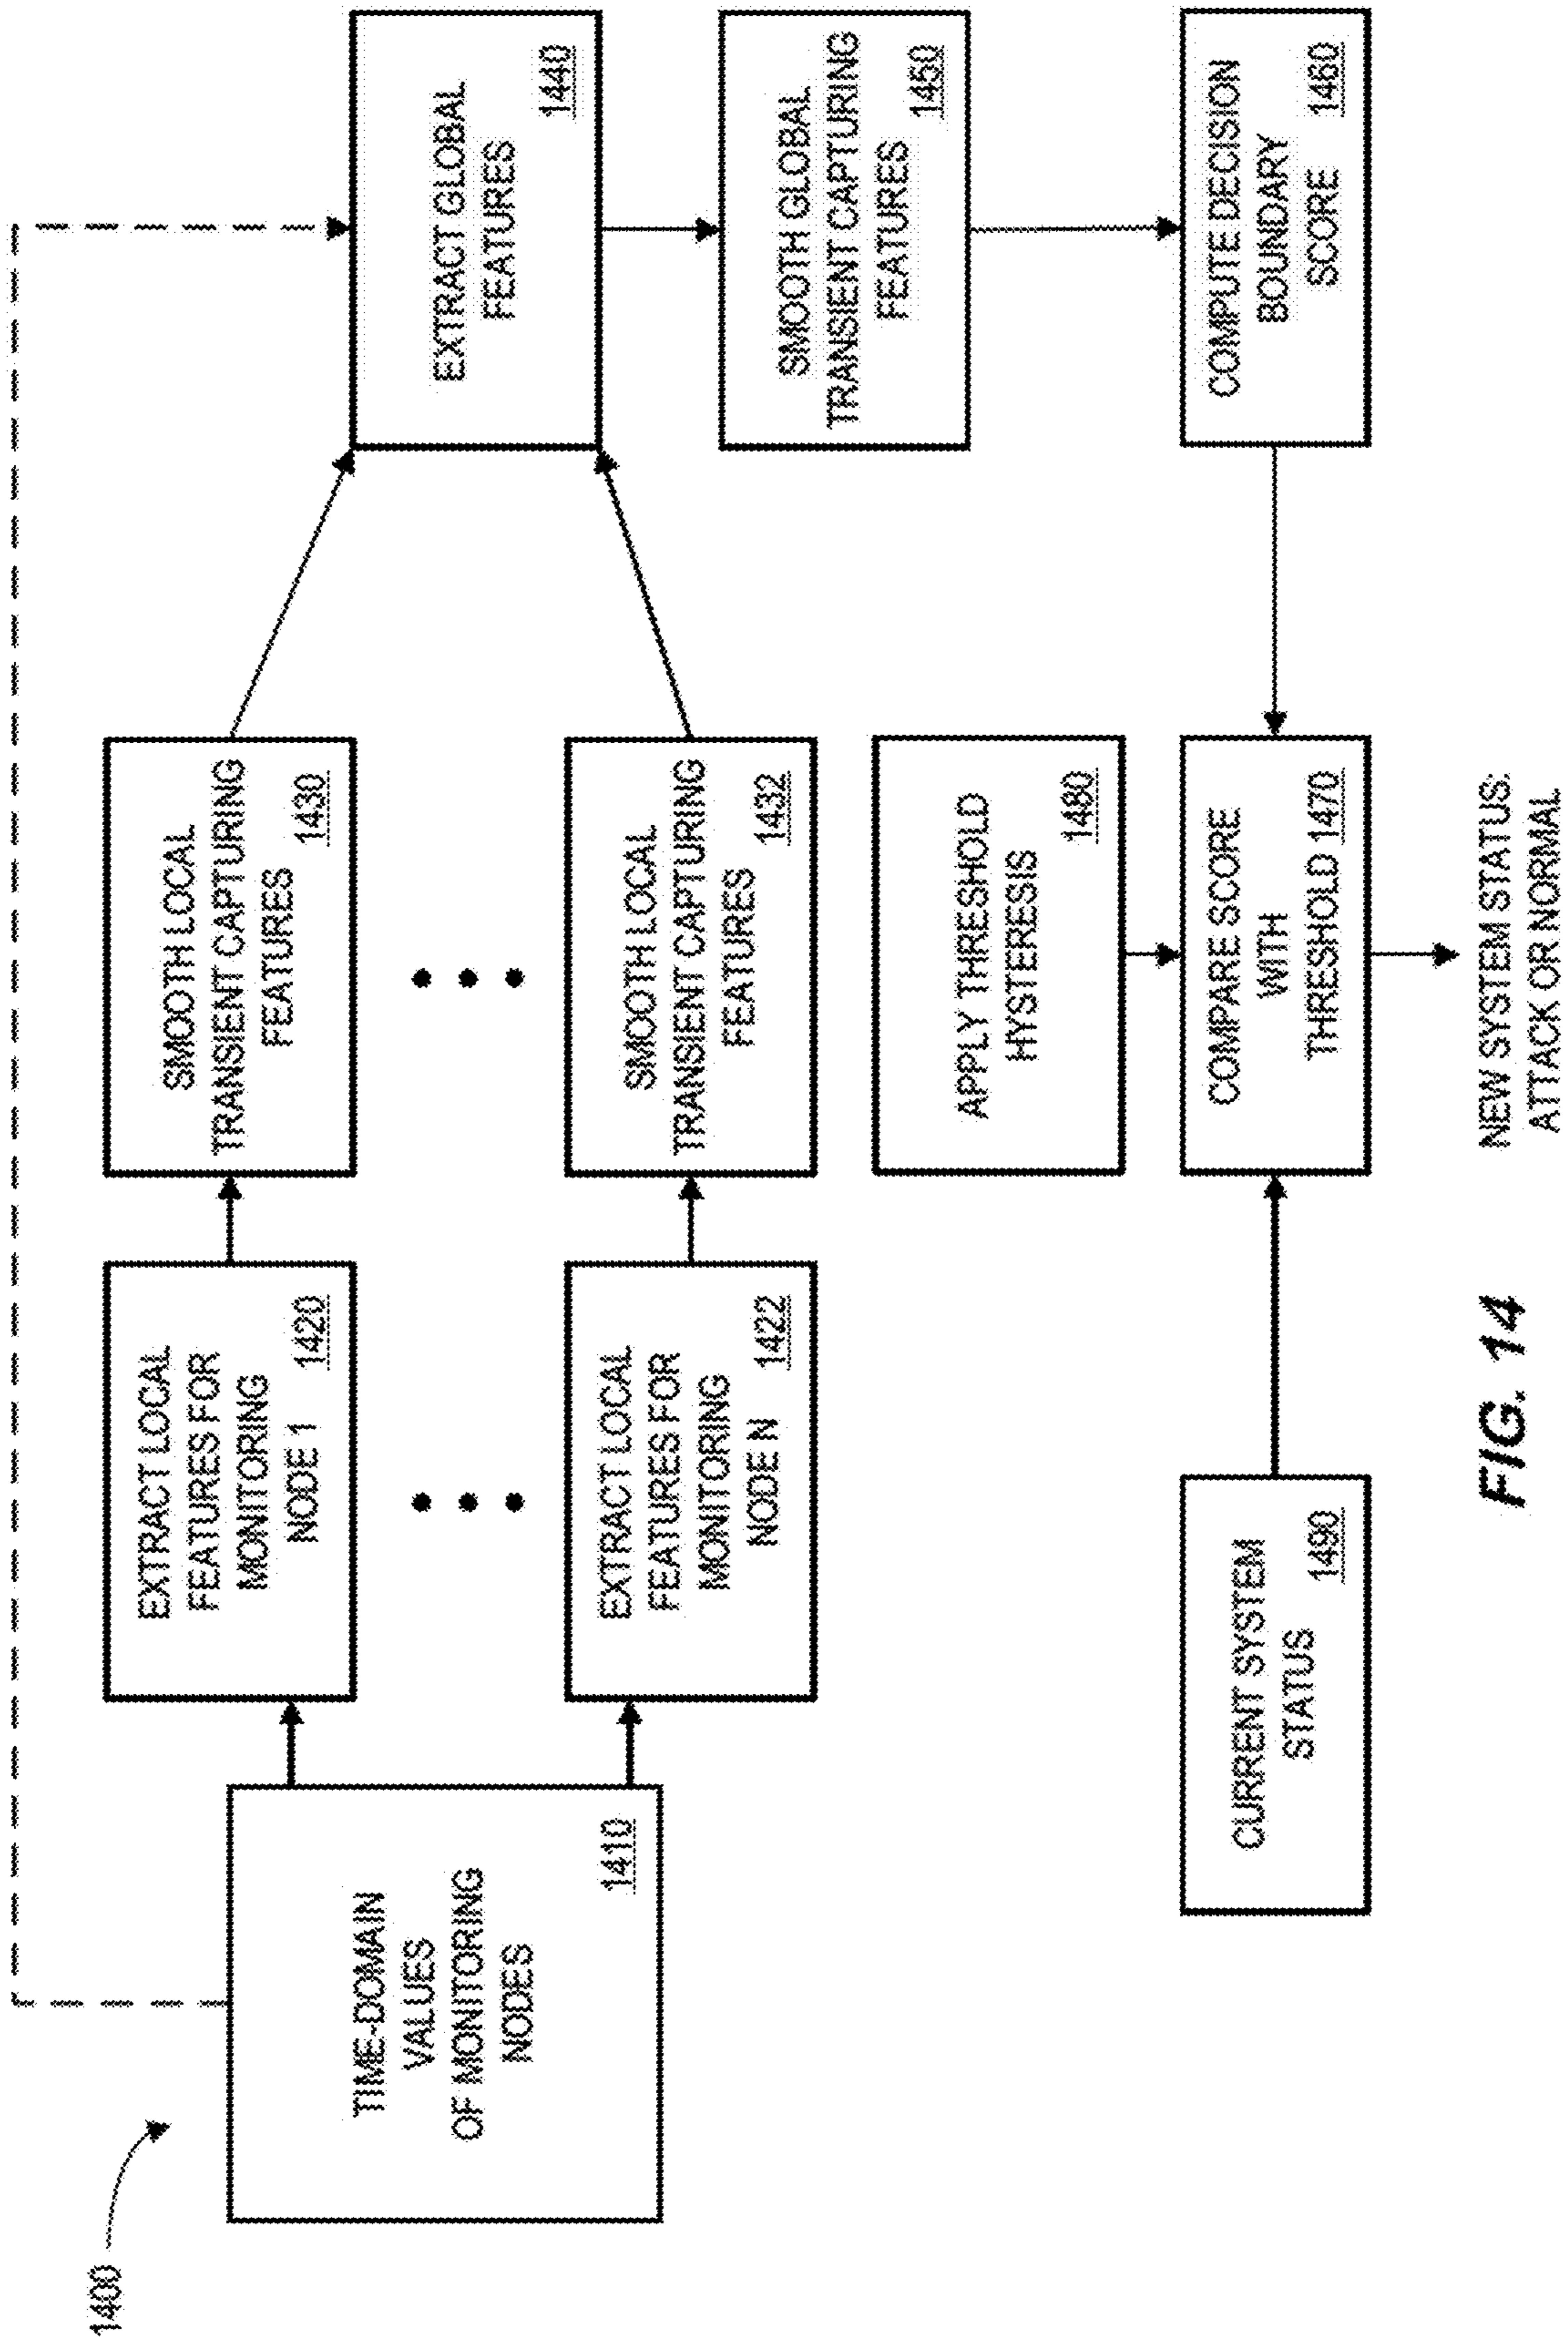 1400
TIME-DOMAIN
VALUES
OF MONITORING
NODES
1410
EXTRACT LOCAL
FEATURES FOR
MONITORING
NODE 1
1420
EXTRACT LOCAL
FEATURES FOR
MONITORING
NODE N
1422
SMOOTH LOCAL
TRANSIENT CAPTURING
FEATURES
1430
SMOOTH LOCAL
TRANSIENT CAPTURING
FEATURES
1432
EXTRACT GLOBAL
FEATURES
1440
SMOOTH GLOBAL
TRANSIENT CAPTURING
FEATURES
1450
COMPUTE DECISION
BOUNDARY
SCORE 1460
APPLY THRESHOLD
HYSTERESIS
1480
COMPARE SCORE
WITH
THRESHOLD 1470
CURRENT SYSTEM
STATUS
1490
NEW SYSTEM STATUS:
ATTACK OR NORMAL
FIG. 14